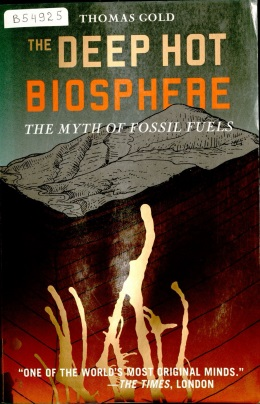 B54925
THOMAS GOLD
THE DEEP HOT
BIOSPHERE
THE MYTH OF FOSSIL FUELS
"ONE OF THE WORLD'S MOST ORIGINAL MINDS."
—THE TIMES, LONDON